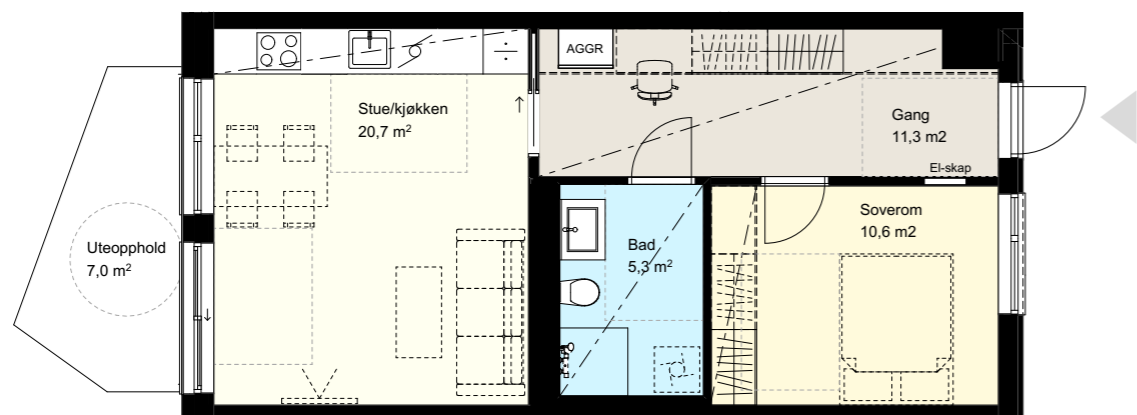 AGGR
Stue/kjøkken
20,7 m²
Gang
11,3 m2
El-skap
Soverom
10,6 m2
Bad
5,3 m²
Uteopphold
7,0 m²